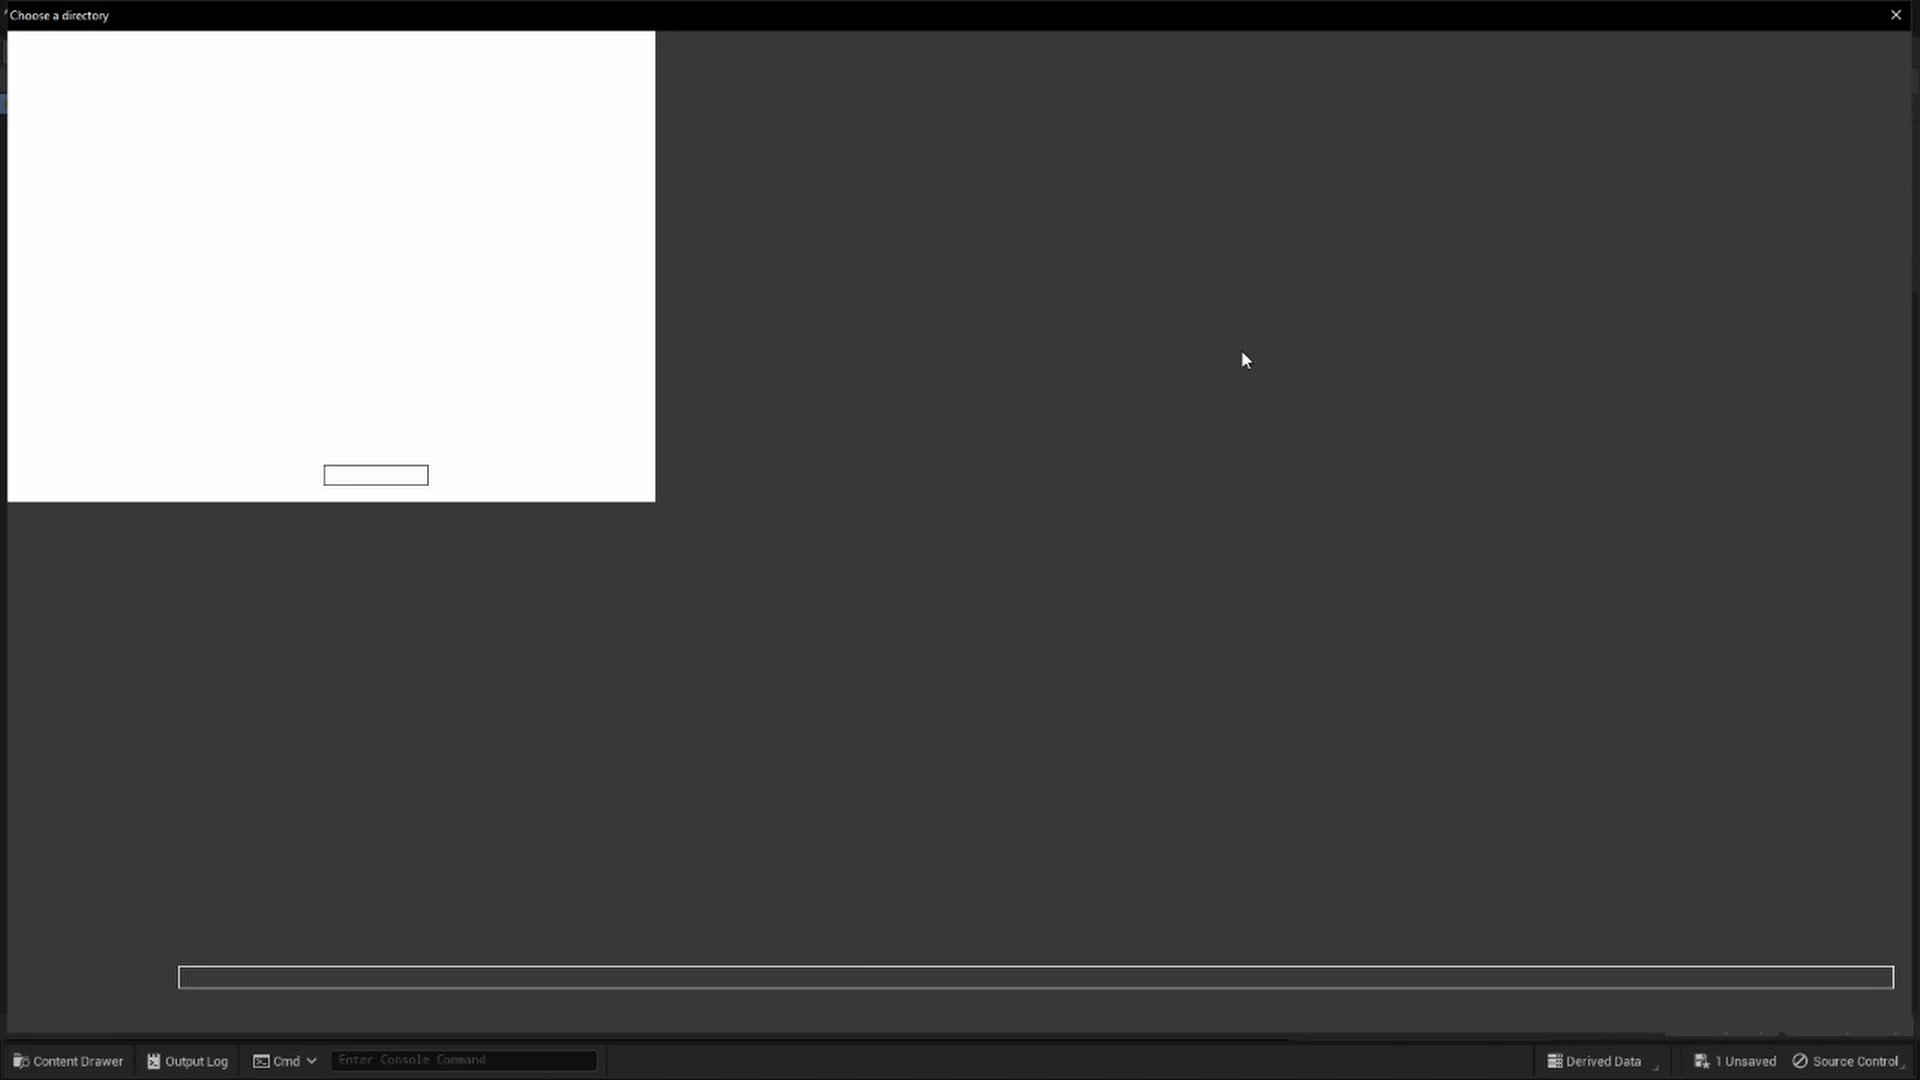 Choose a directory
Content Drawer
Output Log
Cmd
Enter Console Command
Derived Data
1 Unsaved
Source Control